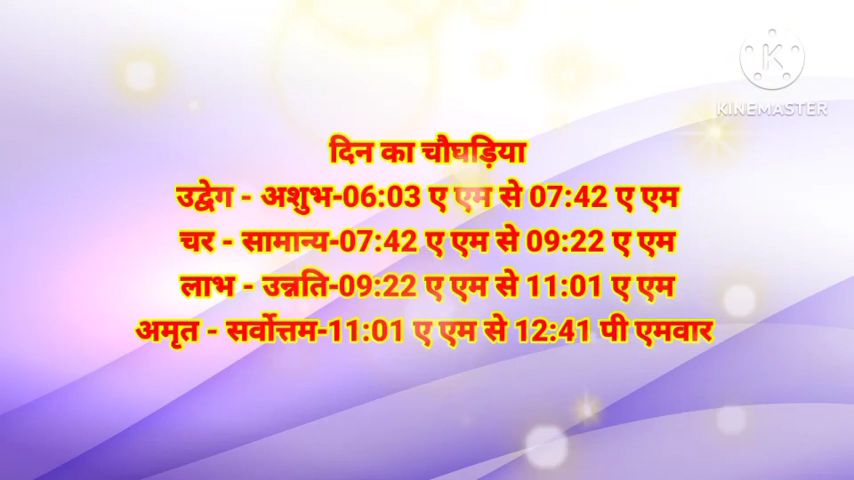 KINEMASTER
दिन का चौघड़िया
उद्वेग - अशुभ-06:03 ए एम से 07:42 ए एम
चर - सामान्य-07:42 ए एम से 09:22 ए एम
लाभ - उन्नति-09:22 ए एम से 11:01 ए एम
अमृत - सर्वोत्तम-11:01 ए एम से 12:41 पी एमवार